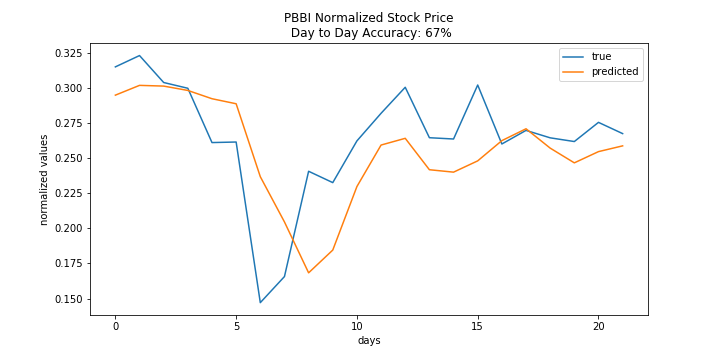 PBBI Normalized Stock Price
Day to Day Accuracy: 67%
normalized values
0.325
0.300
0.275
0.250
0.225
0.200
0.175
0.150
true
predicted
0
5
10
15
20
days